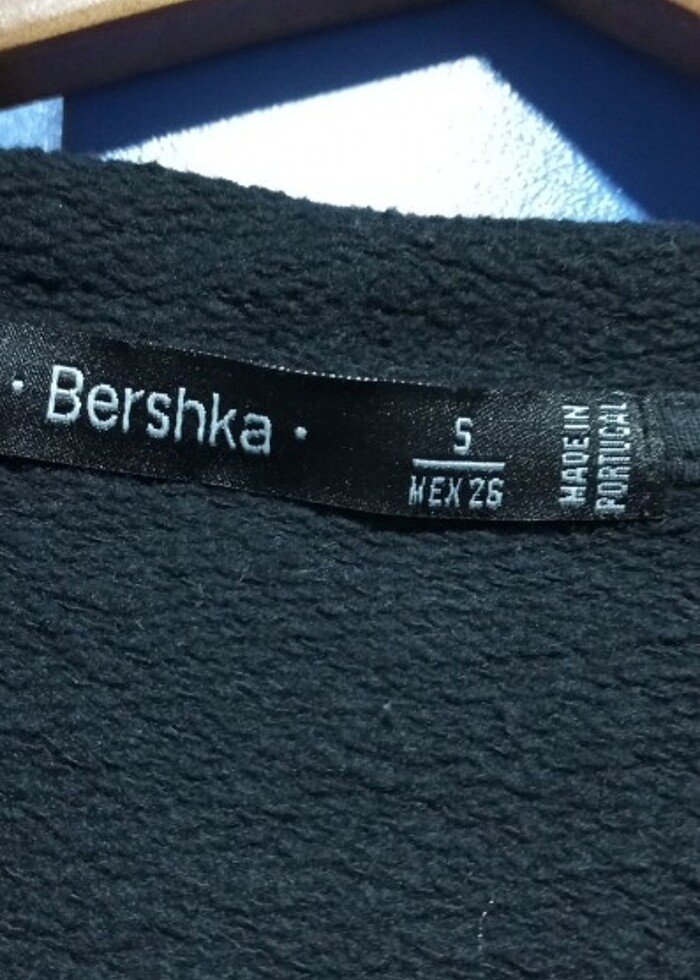 · Bershka ·
S
MEX 26
MADE IN
PORTUGAL